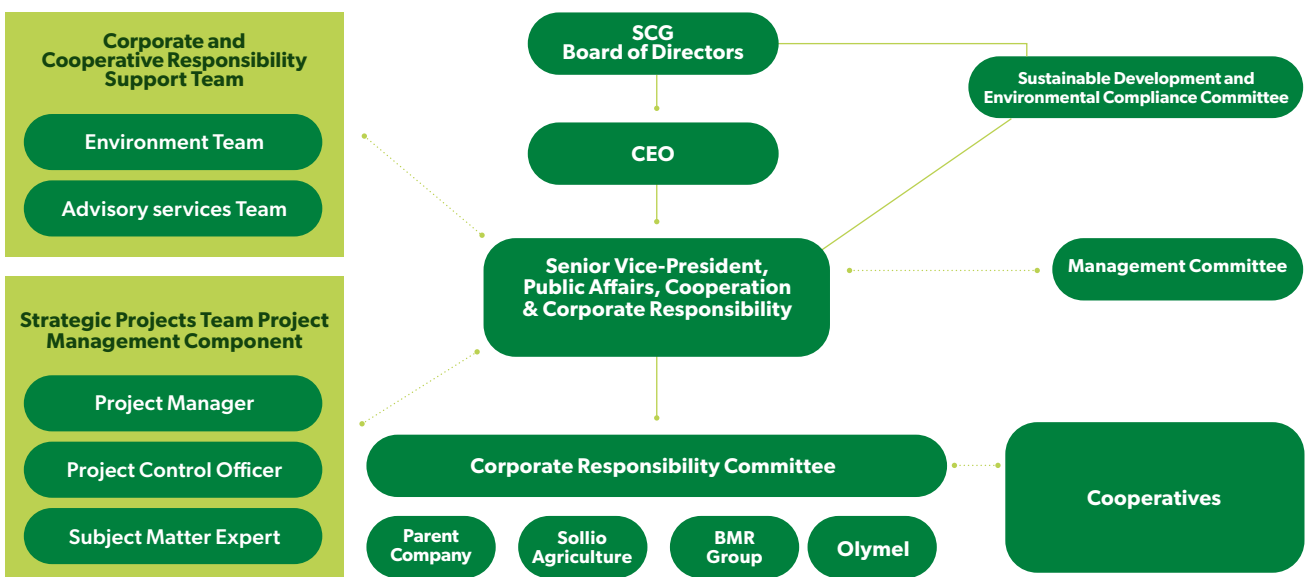 Corporate and
Cooperative Responsibility
Support Team
Environment Team
Advisory services Team
Strategic Projects Team Project
Management Component
Project Manager
Project Control Officer
Subject Matter Expert
SCG
Board of Directors
CEO
Senior Vice-President,
Public Affairs, Cooperation
& Corporate Responsibility
Sustainable Development and
Environmental Compliance Committee
Management Committee
Corporate Responsibility Committee
Parent
Company
Sollio
Agriculture
BMR
Group
Olymel
Cooperatives